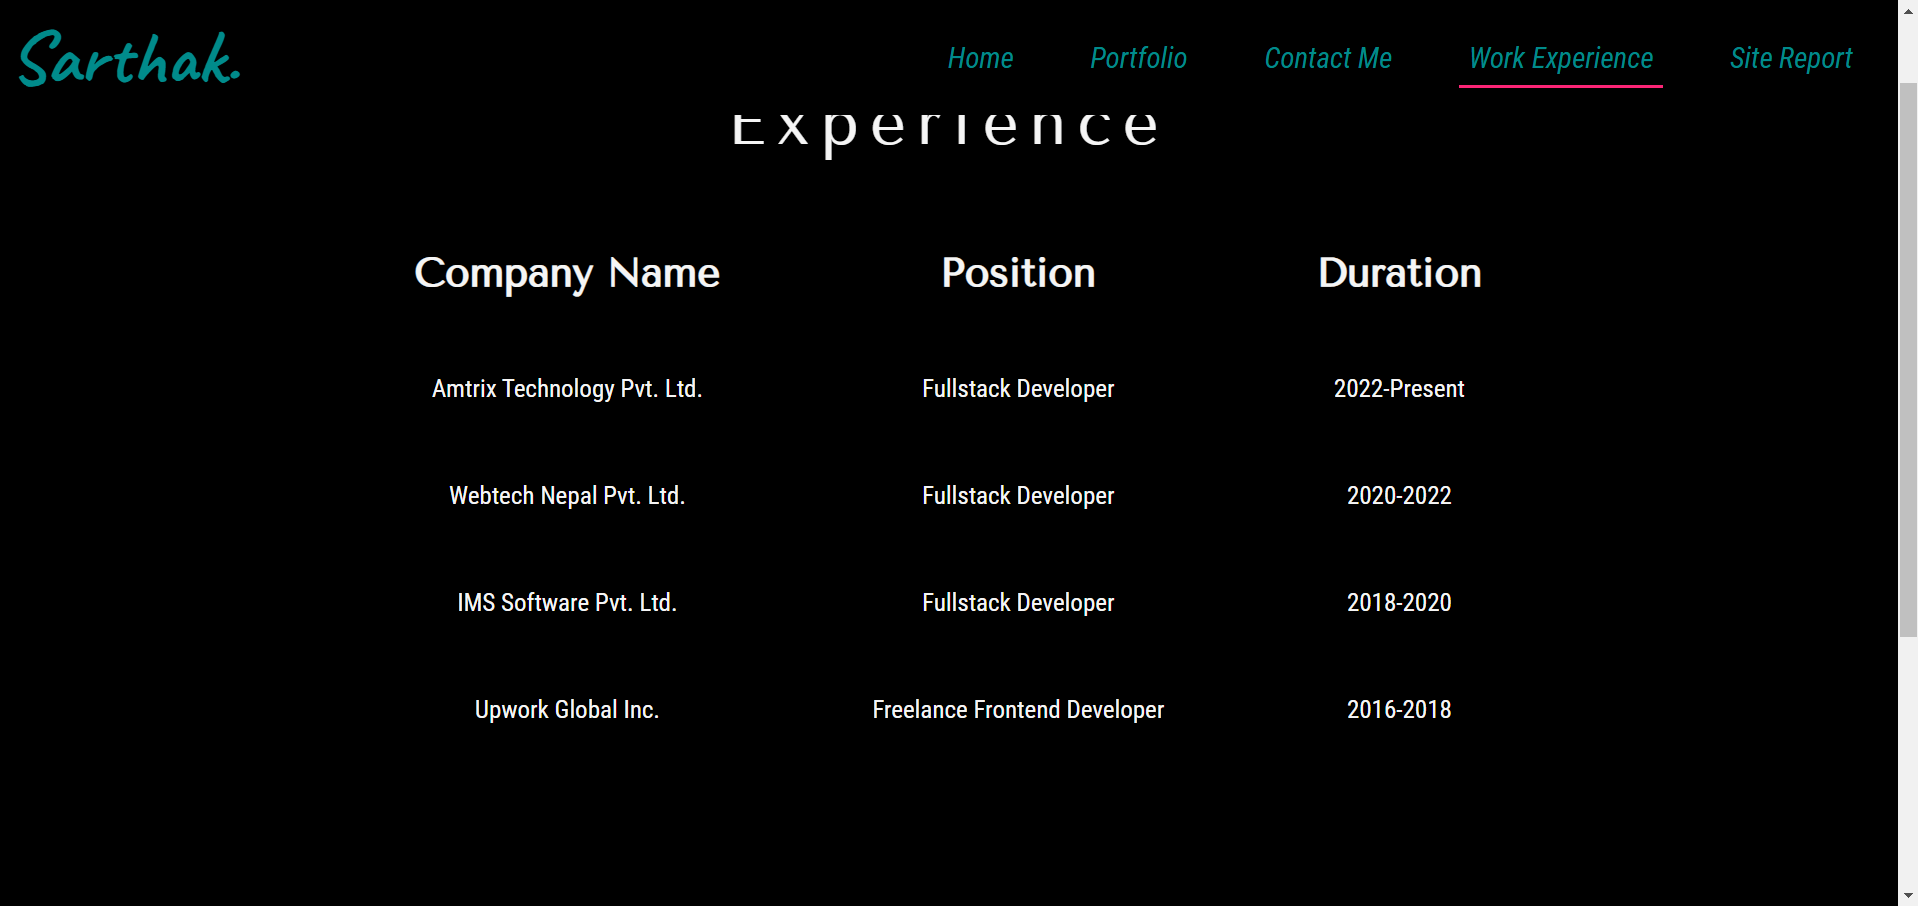 Sarthak.
Home Portfolio Contact Me Work Experience Site Report
Experience
Company Name Position Duration
Amtrix Technology Pvt. Ltd. Fullstack Developer 2022-Present
Webtech Nepal Pvt. Ltd. Fullstack Developer 2020-2022
IMS Software Pvt. Ltd. Fullstack Developer 2018-2020
Upwork Global Inc. Freelance Frontend Developer 2016-2018